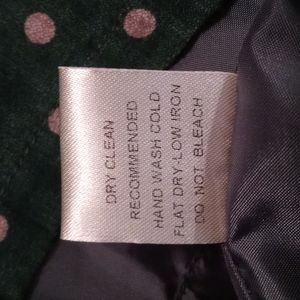 DRY CLEAN
RECOMMENDED
HAND WASH COLD
FLAT DRY-LOW IRON
DO NOT BLEACH